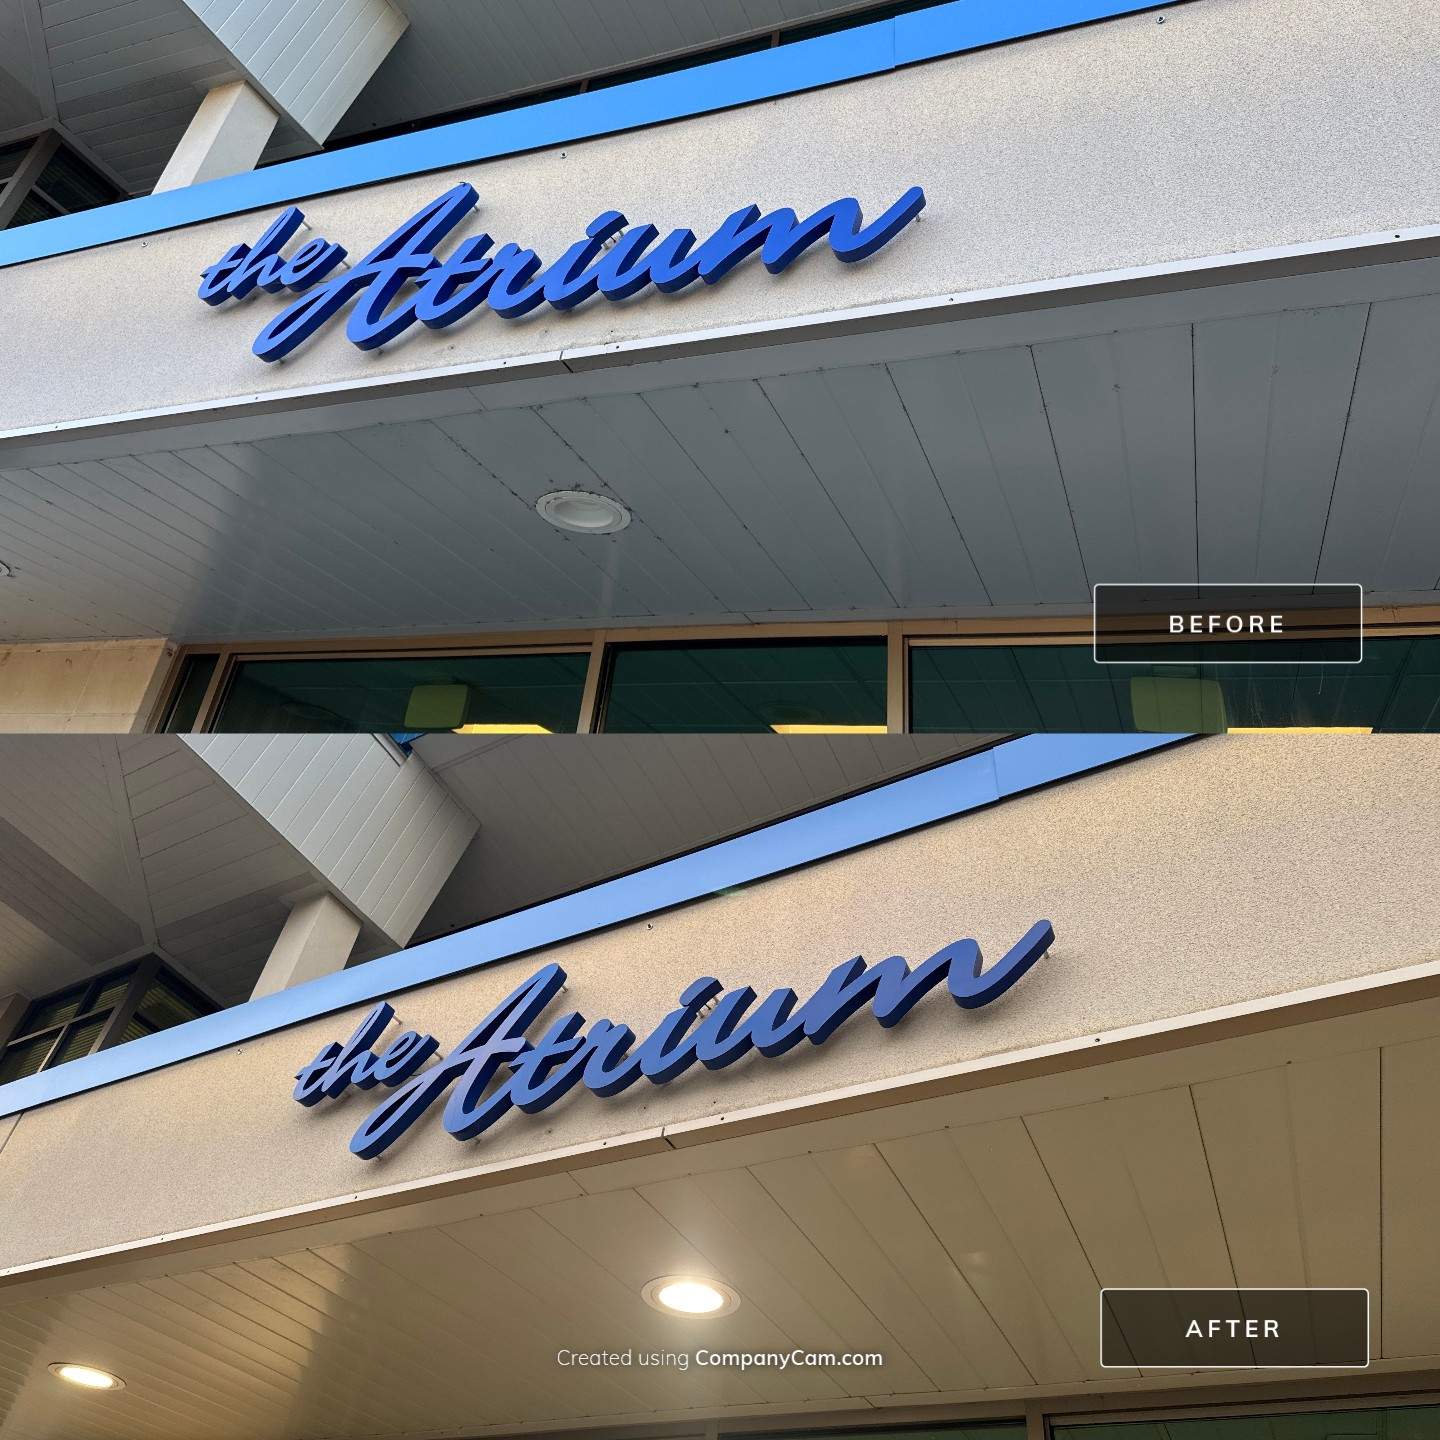 the Atrium
BEFORE
the Atrium
Created using CompanyCam.com
AFTER